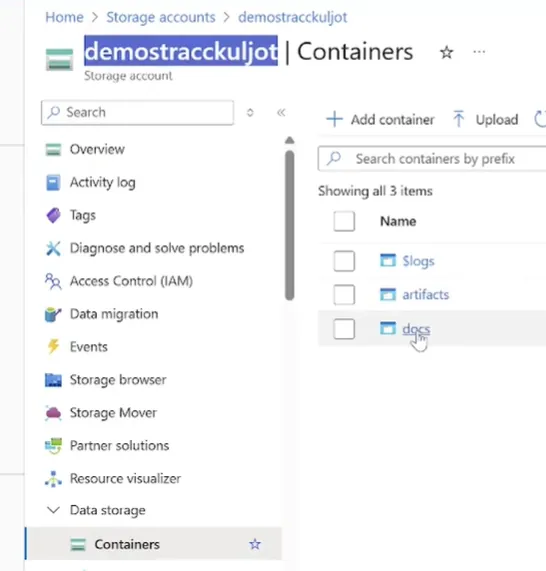 Home > Storage accounts > demostracckuljot
demostracckuljot | Containers
Storage account
Search
Overview
Activity log
Tags
Diagnose and solve problems
Access Control (IAM)
Data migration
Events
Storage browser
Storage Mover
Partner solutions
Resource visualizer
Data storage
Containers
Add container
Upload
Search containers by prefix
Showing all 3 items
Name
$logs
artifacts
docs